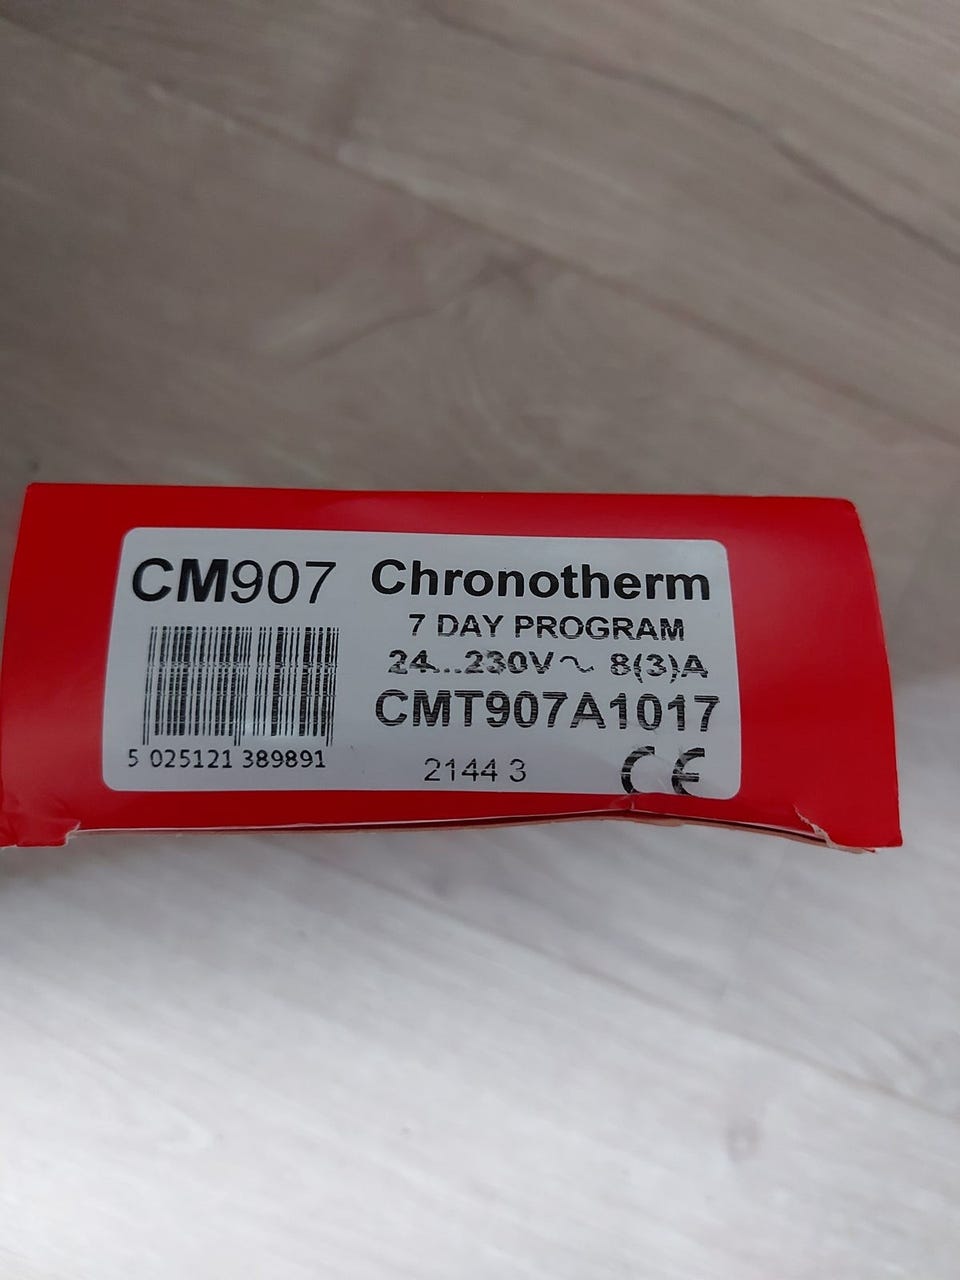 CM907 Chronotherm
7 DAY PROGRAM
24...230V~ 8(3)A
CMT907A1017
5 025121 389891
2144 3
CE